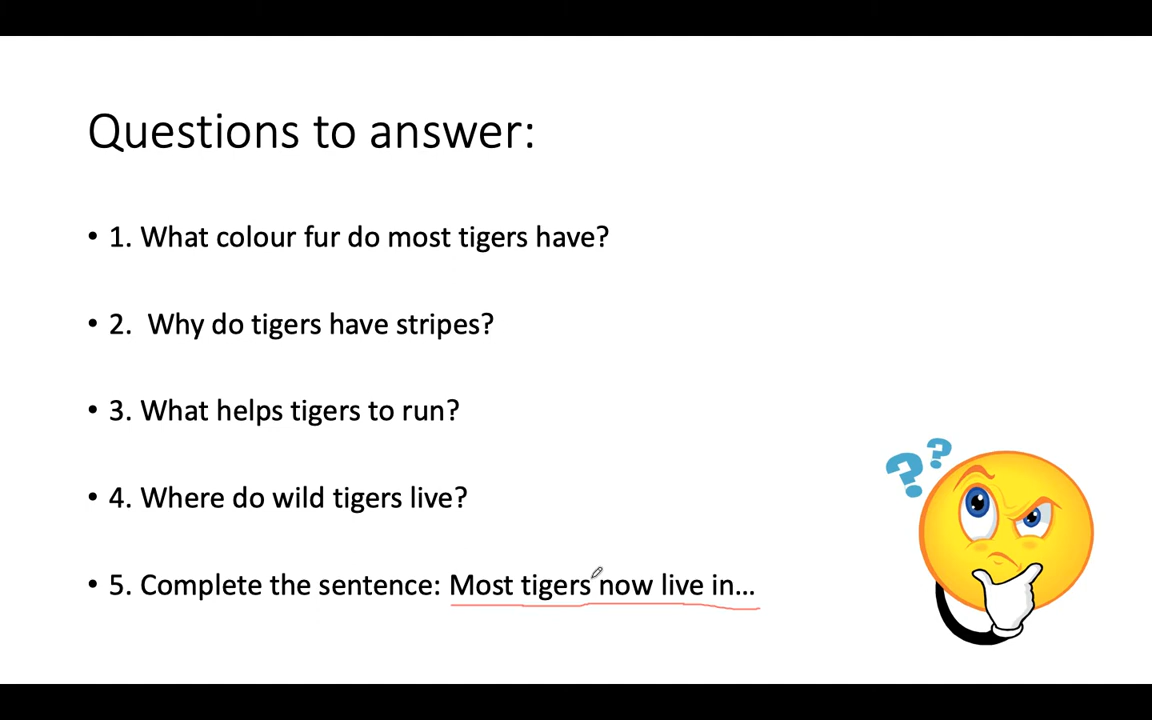 Questions to answer:
• 1. What colour fur do most tigers have?
• 2. Why do tigers have stripes?
• 3. What helps tigers to run?
• 4. Where do wild tigers live?
• 5. Complete the sentence: Most tigers now live in...
? ?